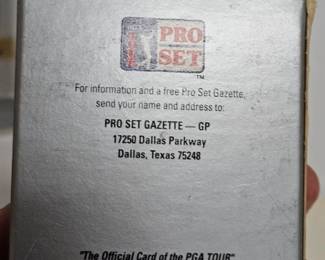 PRO
SET
TM
For information and a free Pro Set Gazette,
send your name and address to:
PRO SET GAZETTE — GP
17250 Dallas Parkway
Dallas, Texas 75248
"The Official Card of the PGA TOUR"